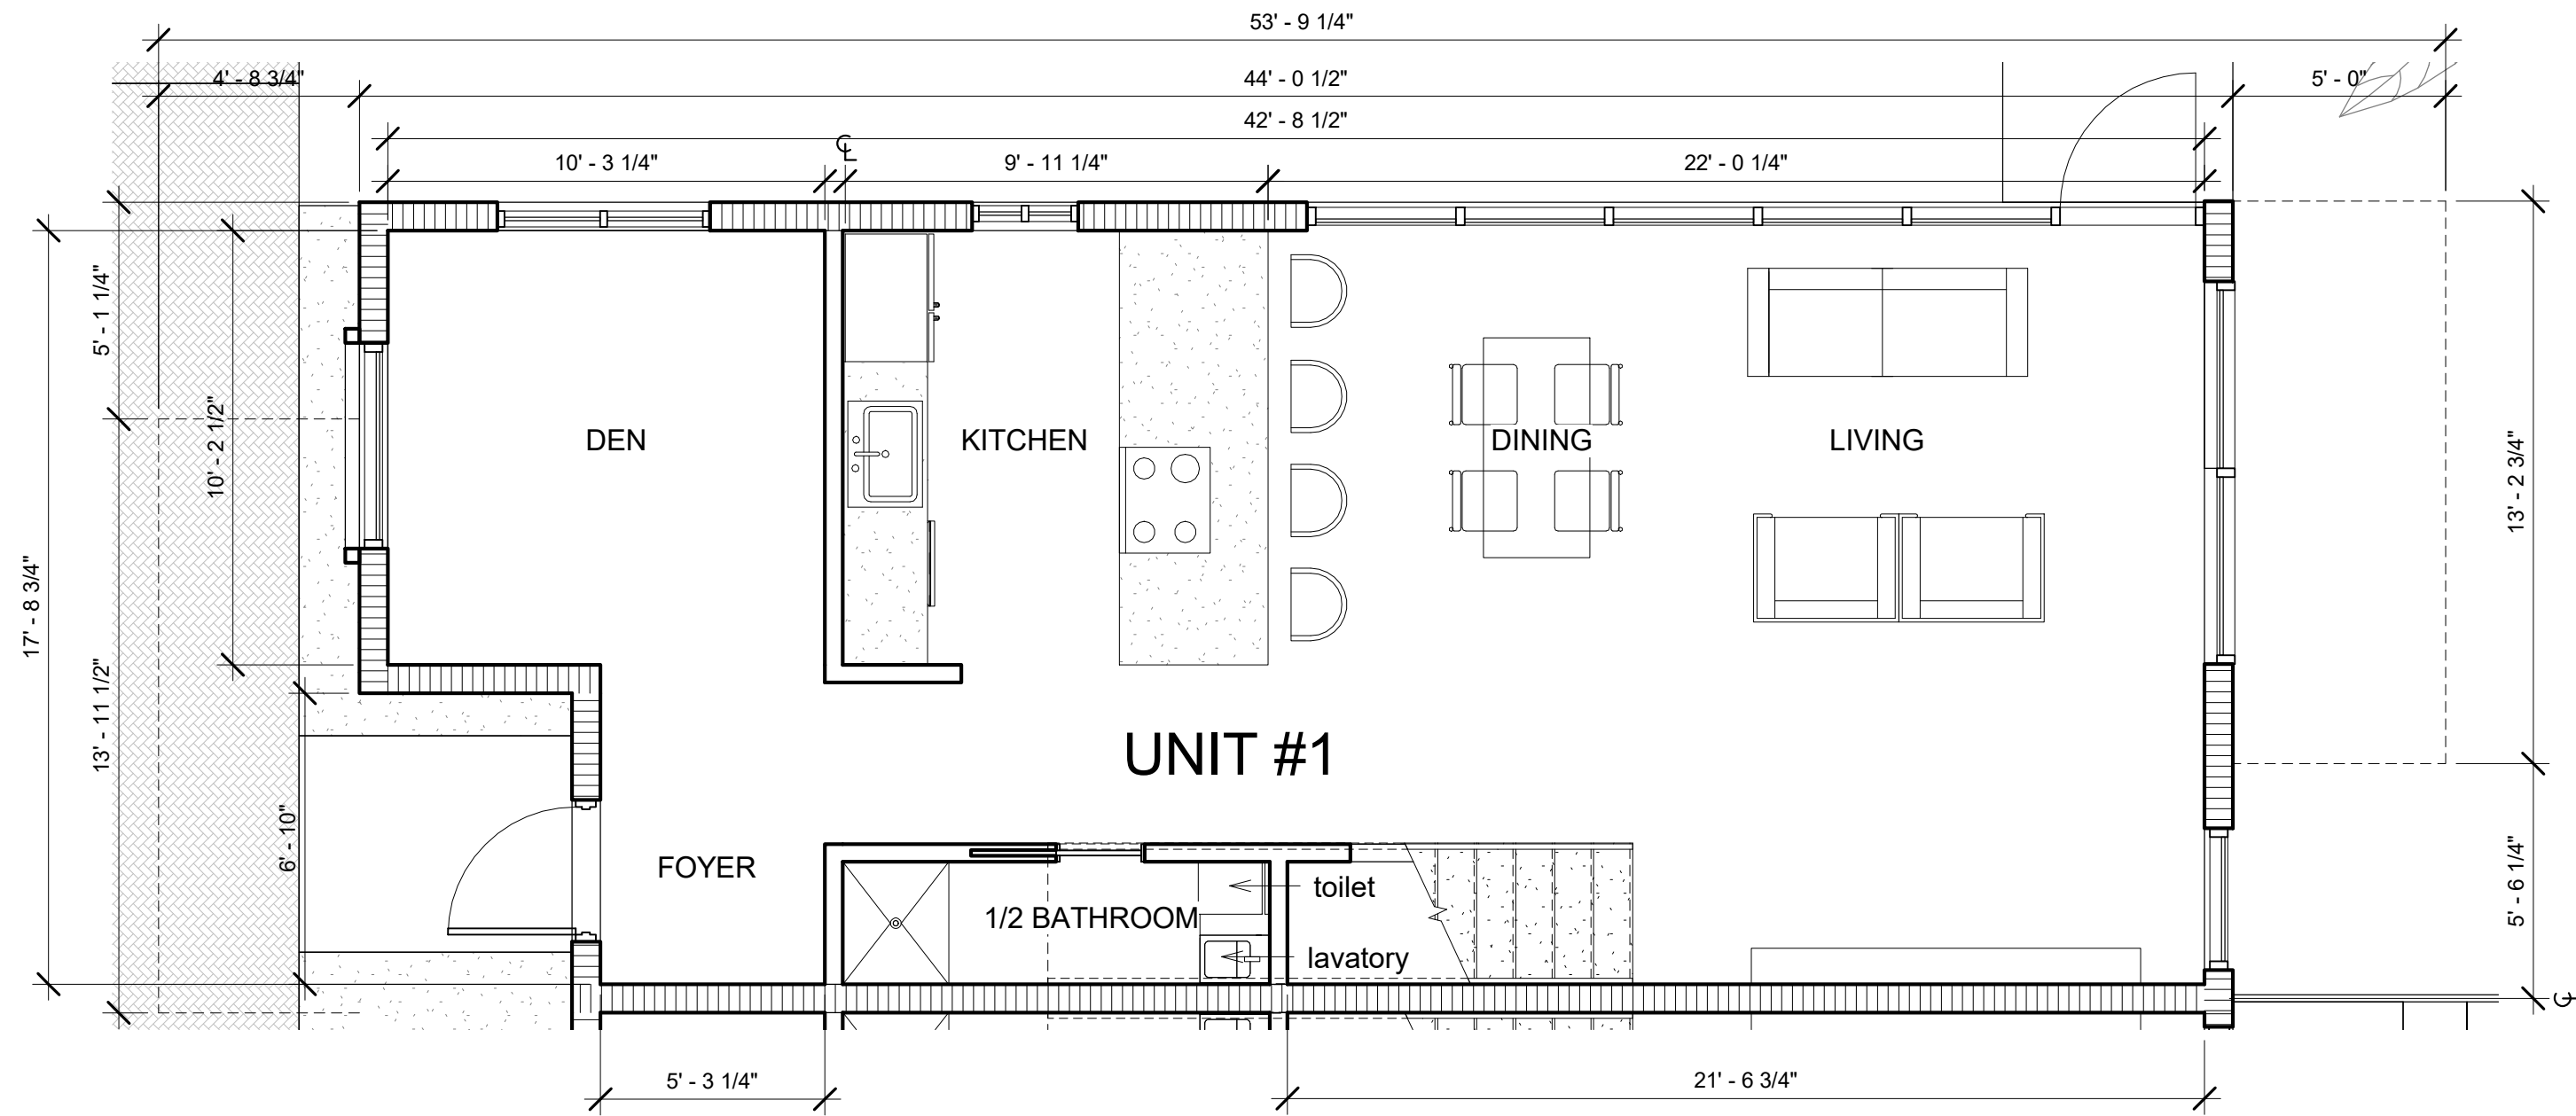 53' - 9 1/4"
4' - 8 3/4"
44' - 0 1/2"
5' - 0"
42' - 8 1/2"
10' - 3 1/4"
9' - 11 1/4"
22' - 0 1/4"
5' - 1 1/4"
10' - 2 1/2"
17' - 8 3/4"
13' - 11 1/2"
6' - 10"
DEN
KITCHEN
DINING
LIVING
13' - 2 3/4"
UNIT #1
FOYER
toilet
1/2 BATHROOM
lavatory
5' - 6 1/4"
5' - 3 1/4"
21' - 6 3/4"